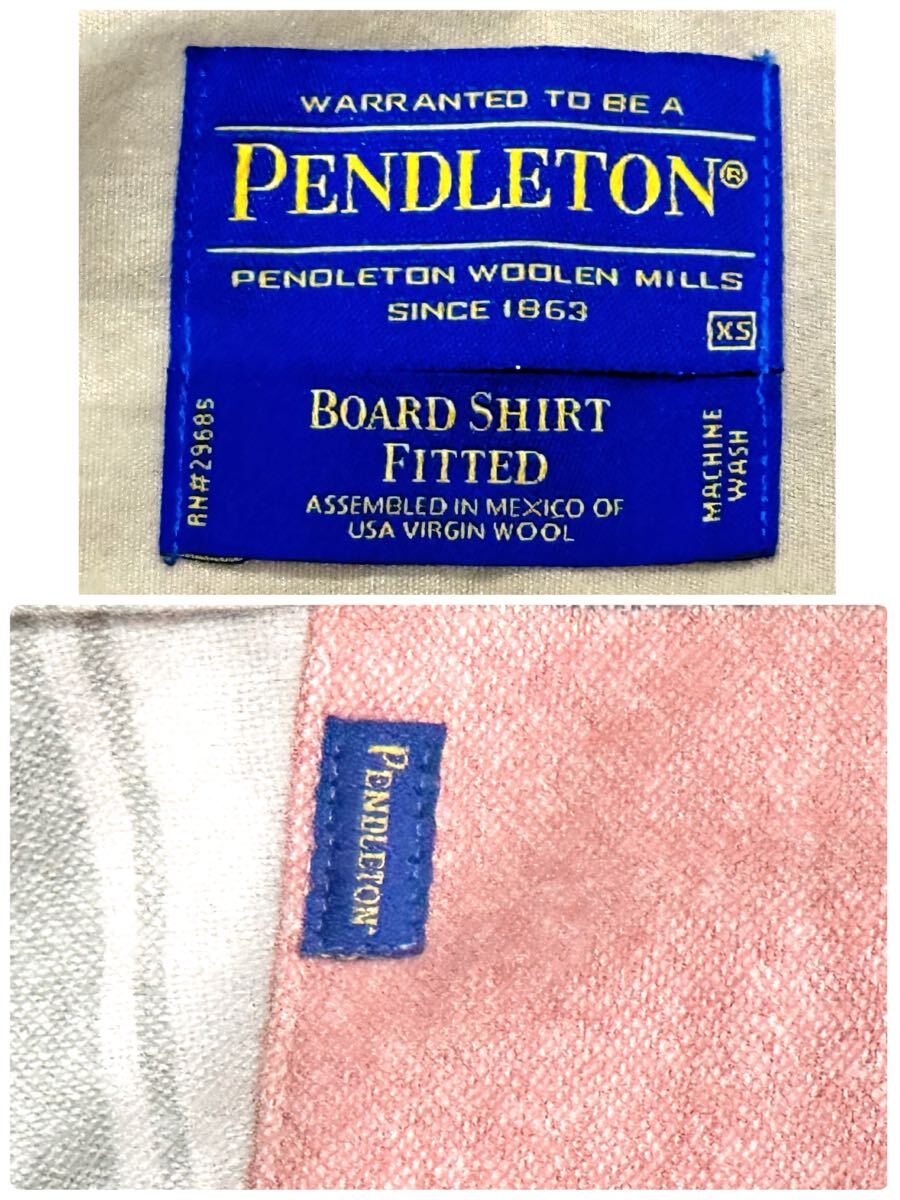 WARRANTED TO BE A
PENDLETON®
PENDLETON WOOLEN MILLS
SINCE 1863
XS
BOARD SHIRT
FITTED
ASSEMBLED IN MEXICO OF
USA VIRGIN WOOL
RN#29685
MACHINE
WASH
PENDLETON